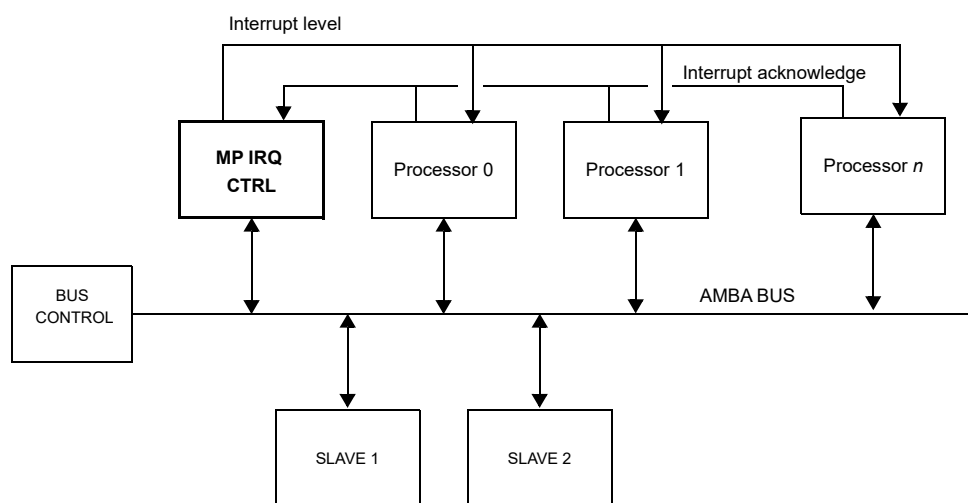 Interrupt level
Interrupt acknowledge
MP IRQ
CTRL
Processor 0
Processor 1
Processor n
BUS
CONTROL
AMBA BUS
SLAVE 1
SLAVE 2